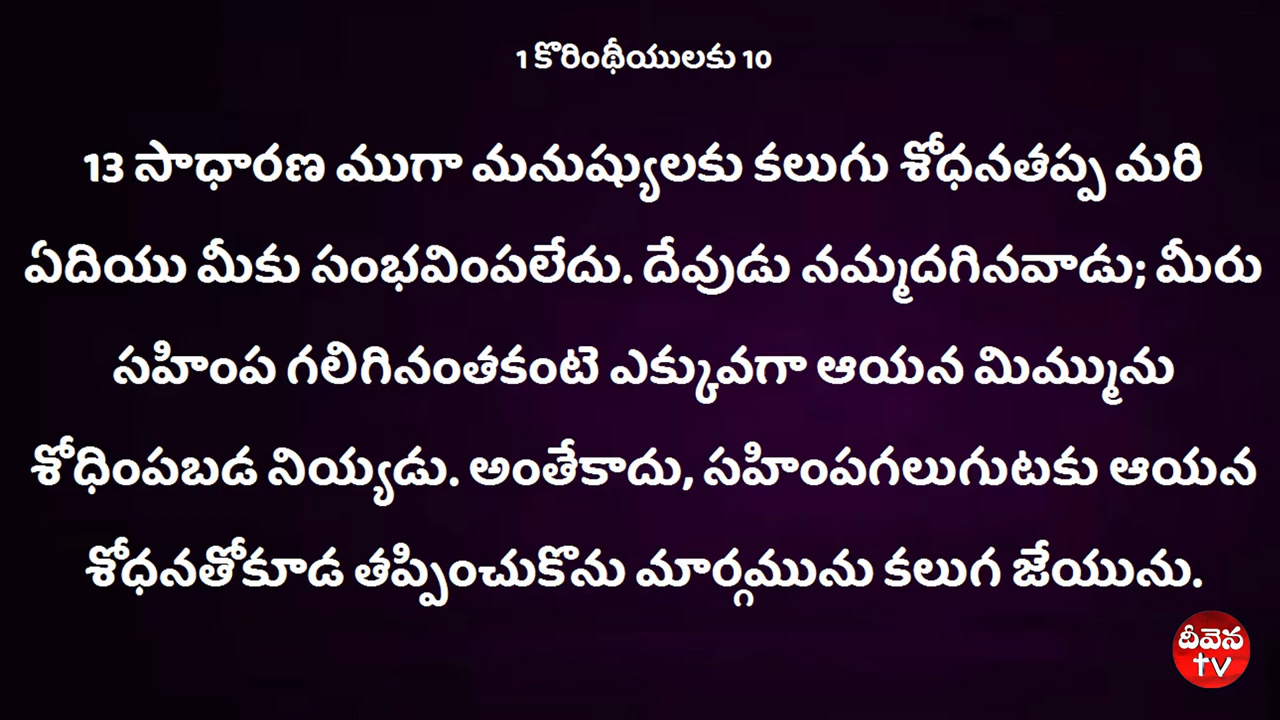 1 కొరింథీయులకు 10
13 సాధారణ ముగా మనుష్యులకు కలుగు శోధనతప్ప మరి
ఏదియు మీకు సంభవింపలేదు. దేవుడు నమ్మదగినవాడు; మీరు
సహింప గలిగినంతకంటె ఎక్కువగా ఆయన మిమ్మును
శోధింపబడ నియ్యడు. అంతేకాదు, సహింపగలుగుటకు ఆయన
శోధనతోకూడ తప్పించుకొను మార్గమును కలుగ జేయును.
దీవెన
tv